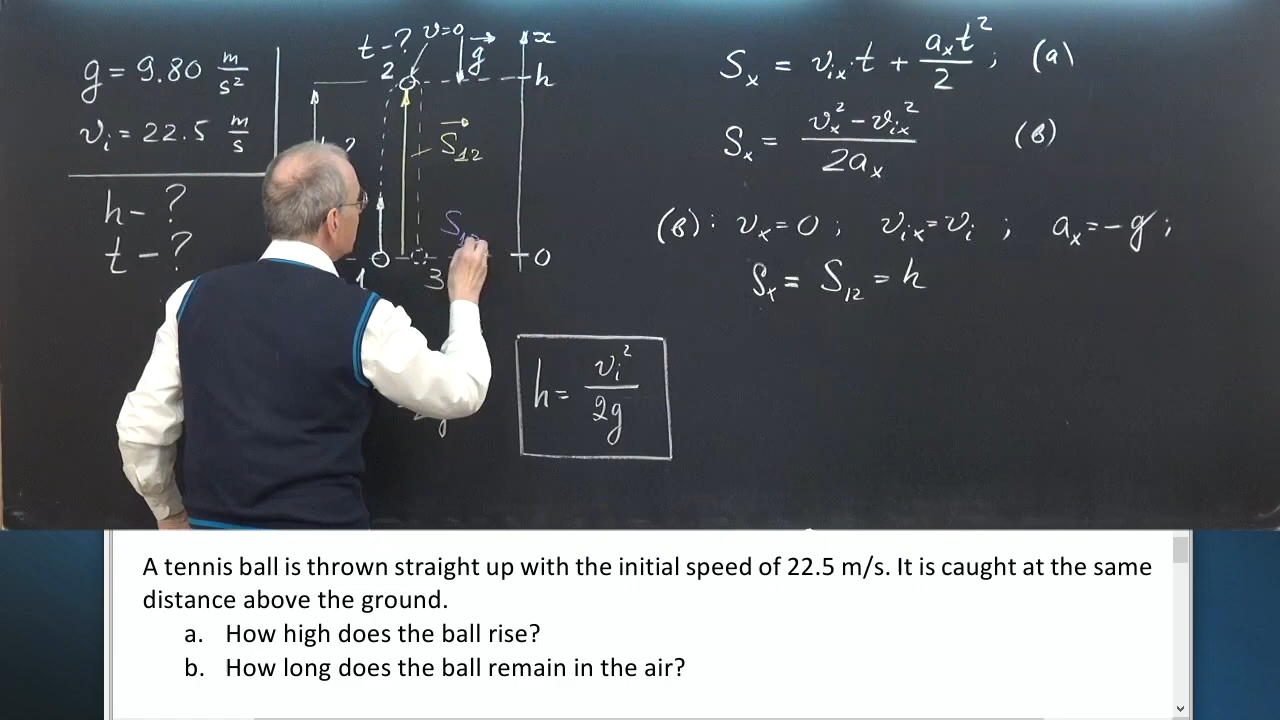 g = 9.80 m/s²
vᵢ = 22.5 m/s
h – ?
t – ?
t – ? v = 0
2 g x
h
?
S₁₂
S₁
0
1 3
g
h = vᵢ²/2g
Sₓ = vᵢₓ·t + aₓt²/2 ; (a)
Sₓ = (vₓ² – vᵢₓ²)/2aₓ (в)
(в): vₓ = 0 ; vᵢₓ = vᵢ ; aₓ = –g ;
Sₓ = S₁₂ = h
A tennis ball is thrown straight up with the initial speed of 22.5 m/s. It is caught at the same
distance above the ground.
a. How high does the ball rise?
b. How long does the ball remain in the air?